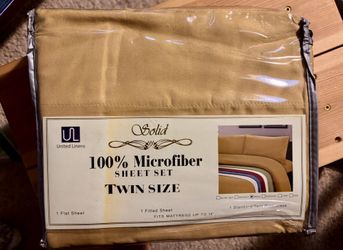 Solid
UL
United Linens
100% Microfiber
SHEET SET
TWIN SIZE
1 Flat Sheet
1 Fitted Sheet
FITS MATTRESS UP TO